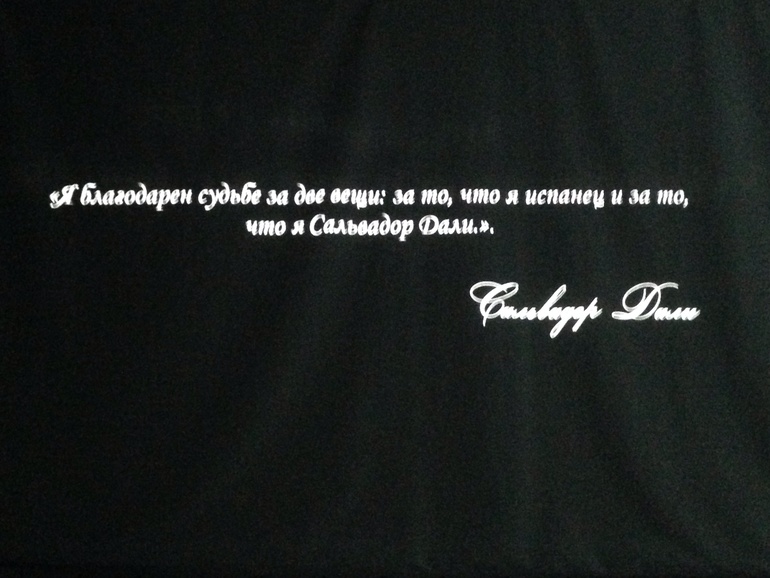 «Я благодарен судьбе за две вещи: за то, что я испанец и за то,
что я Сальвадор Дали.».
Сальвадор Дали